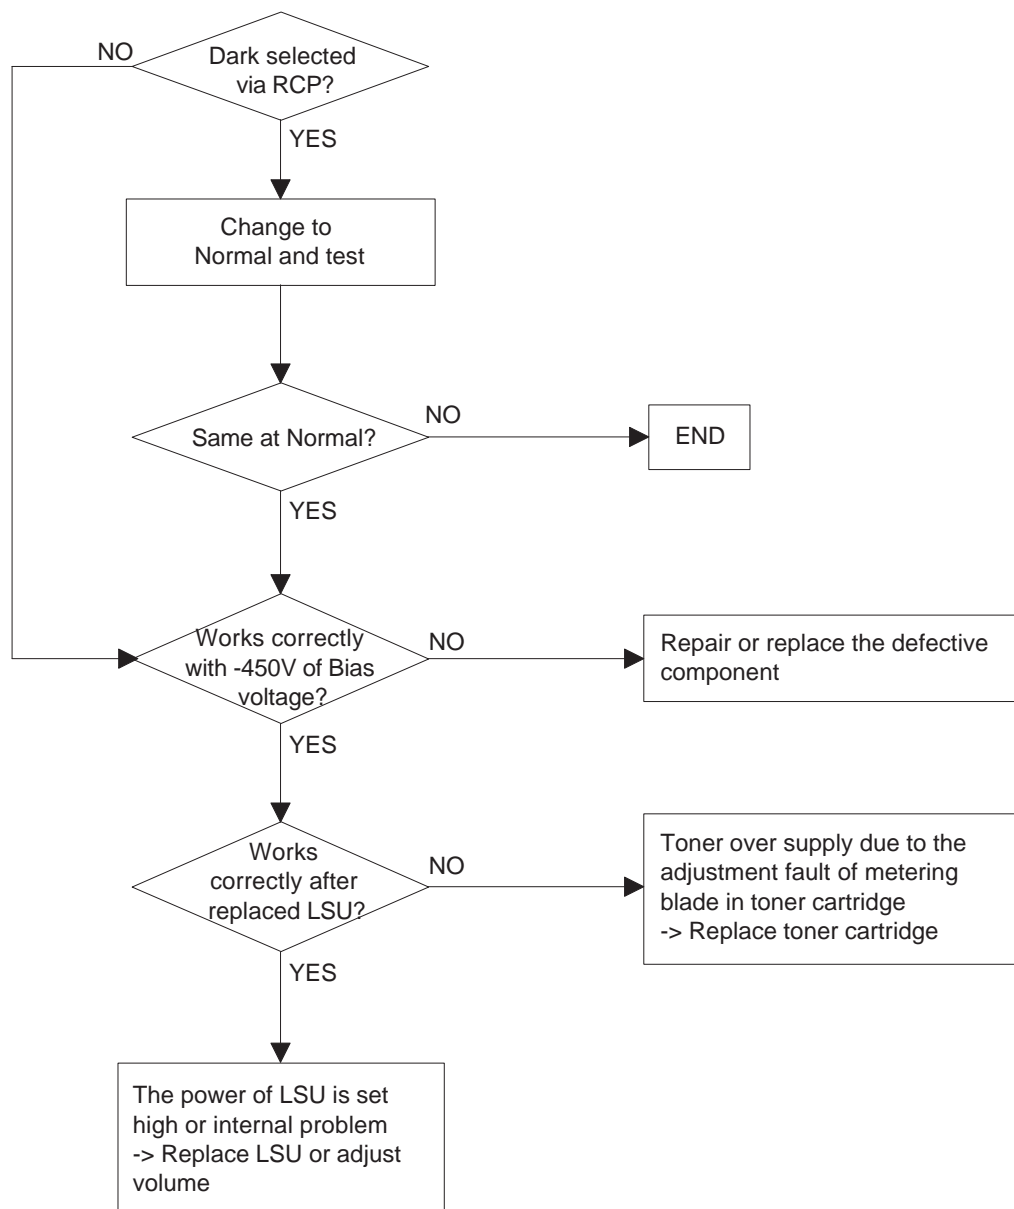 NO
Dark selected
via RCP?
YES
Change to
Normal and test
Same at Normal?
NO
END
YES
Works correctly
with -450V of Bias
voltage?
NO
Repair or replace the defective
component
YES
Works
correctly after
replaced LSU?
NO
Toner over supply due to the
adjustment fault of metering
blade in toner cartridge
-> Replace toner cartridge
YES
The power of LSU is set
high or internal problem
-> Replace LSU or adjust
volume